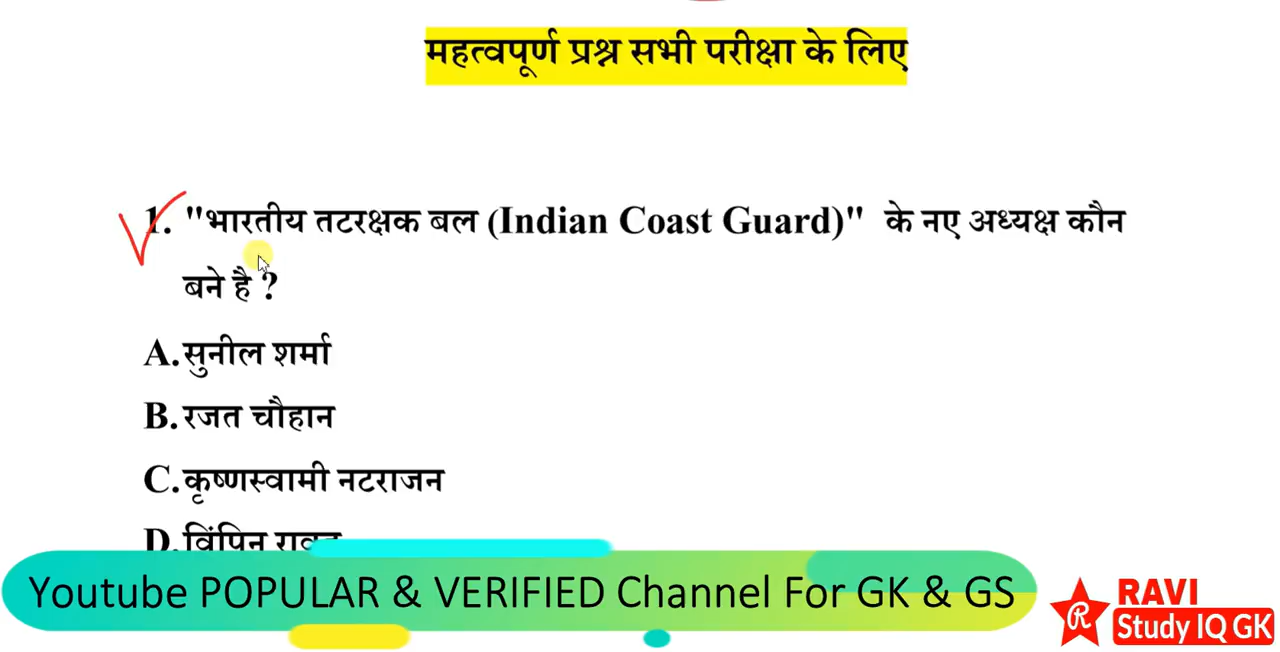 महत्वपूर्ण प्रश्न सभी परीक्षा के लिए
1. "भारतीय तटरक्षक बल (Indian Coast Guard)" के नए अध्यक्ष कौन
बने है ?
A.सुनील शर्मा
B.रजत चौहान
C.कृष्णस्वामी नटराजन
D.विंपिन रावत
Youtube POPULAR & VERIFIED Channel For GK & GS
R
RAVI
Study IQ GK